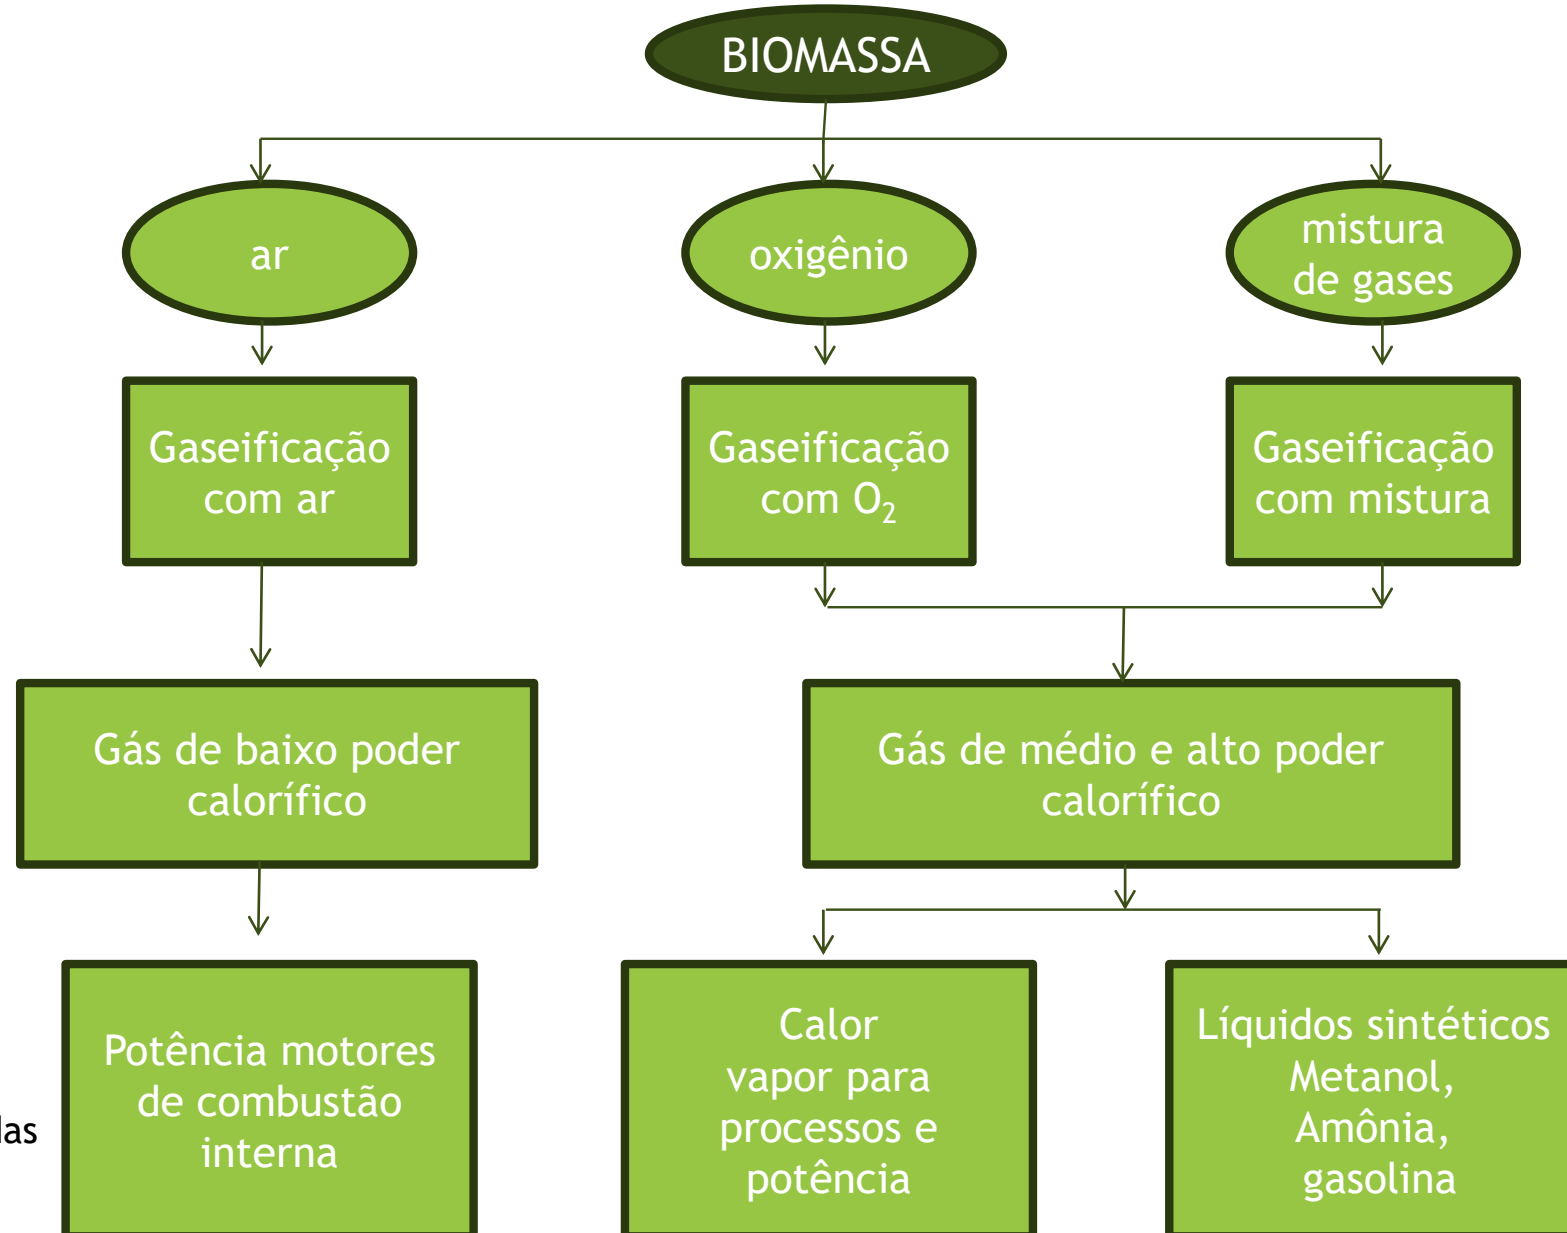 BIOMASSA
ar
oxigênio
mistura
de gases
Gaseificação
com ar
Gaseificação
com O₂
Gaseificação
com mistura
Gás de baixo poder
calorífico
Gás de médio e alto poder
calorífico
Potência motores
de combustão
interna
Calor
vapor para
processos e
potência
Líquidos sintéticos
Metanol,
Amônia,
gasolina